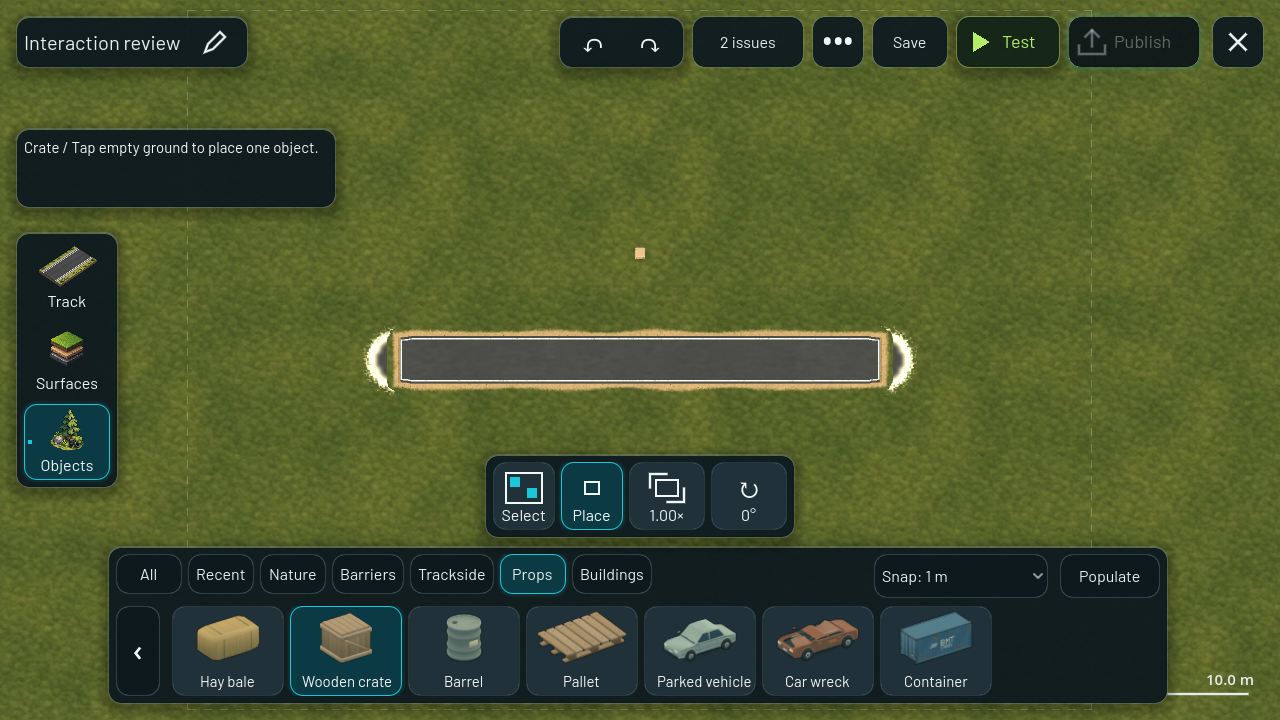 Interaction review
2 issues
Save
Test
Publish
Crate / Tap empty ground to place one object.
Track
Surfaces
Objects
Select
Place
1.00×
0°
All
Recent
Nature
Barriers
Trackside
Props
Buildings
Snap: 1 m
Populate
Hay bale
Wooden crate
Barrel
Pallet
Parked vehicle
Car wreck
Container
10.0 m